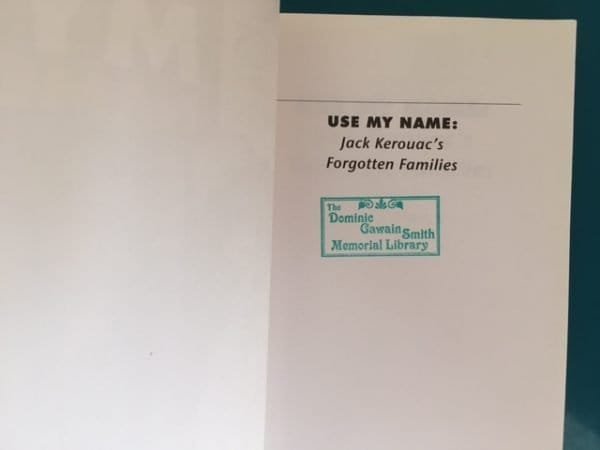 USE MY NAME:
Jack Kerouac's
Forgotten Families
The
Dominic
Gawain
Smith
Memorial Library